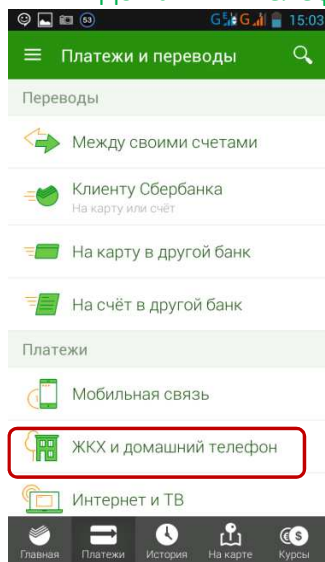 53
G G 15:03
Платежи и переводы
Переводы
Между своими счетами
Клиенту Сбербанка
На карту или счёт
На карту в другой банк
На счёт в другой банк
Платежи
Мобильная связь
ЖКХ и домашний телефон
Интернет и ТВ
Главная Платежи История На карте Курсы